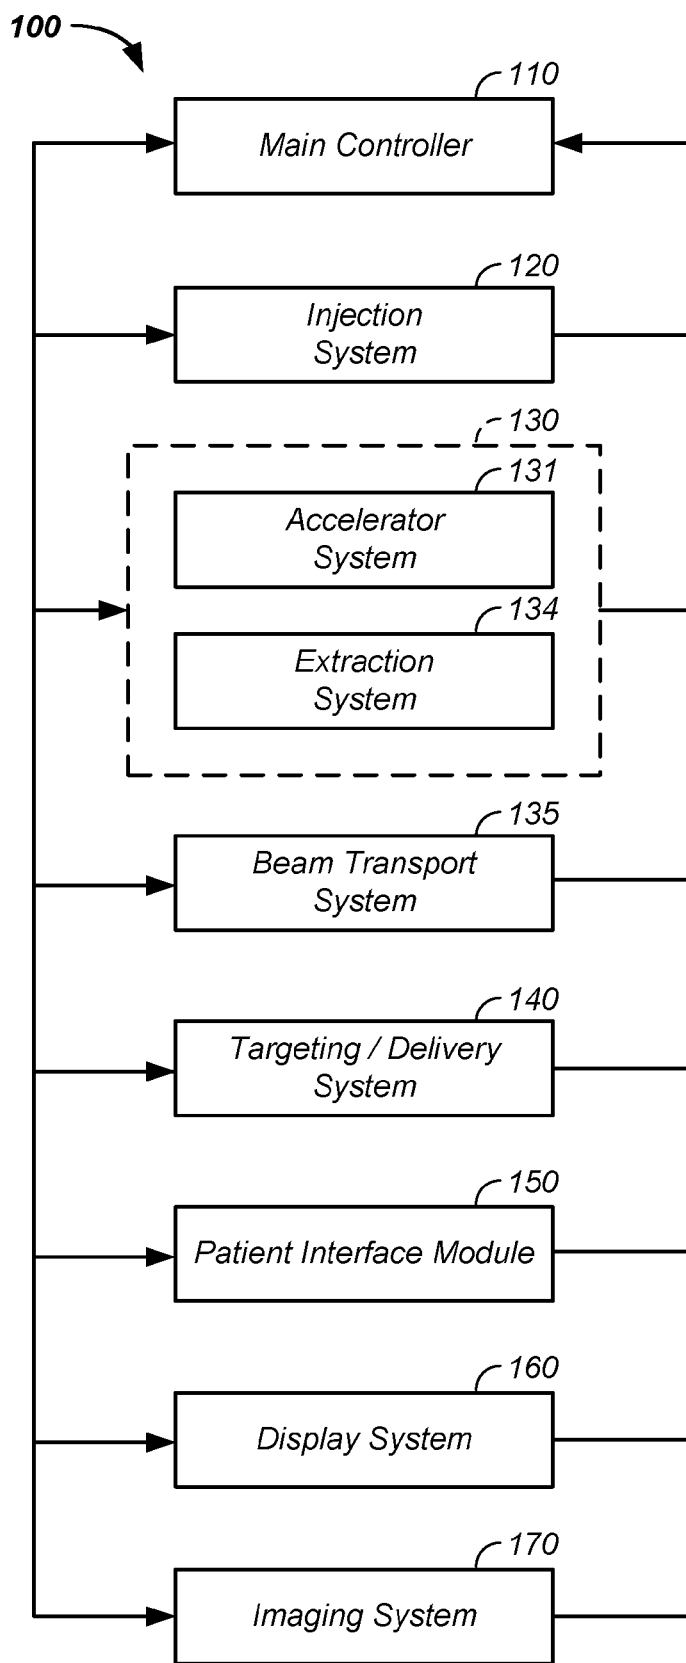 100
110
Main Controller
120
Injection
System
130
131
Accelerator
System
134
Extraction
System
135
Beam Transport
System
140
Targeting / Delivery
System
150
Patient Interface Module
160
Display System
170
Imaging System